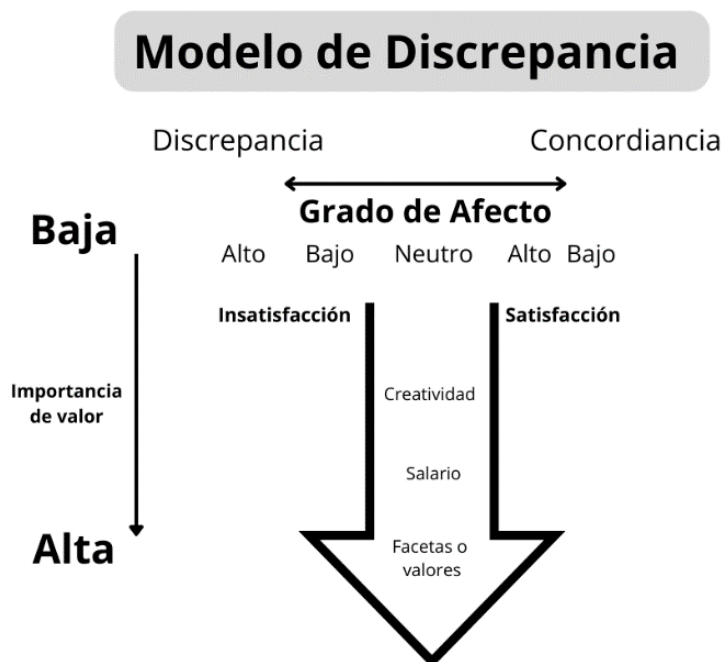 Modelo de Discrepancia
Discrepancia
Concordiancia
Grado de Afecto
Baja
Alto Bajo Neutro Alto Bajo
Insatisfacción
Satisfacción
Importancia
de valor
Creatividad
Salario
Alta
Facetas o
valores